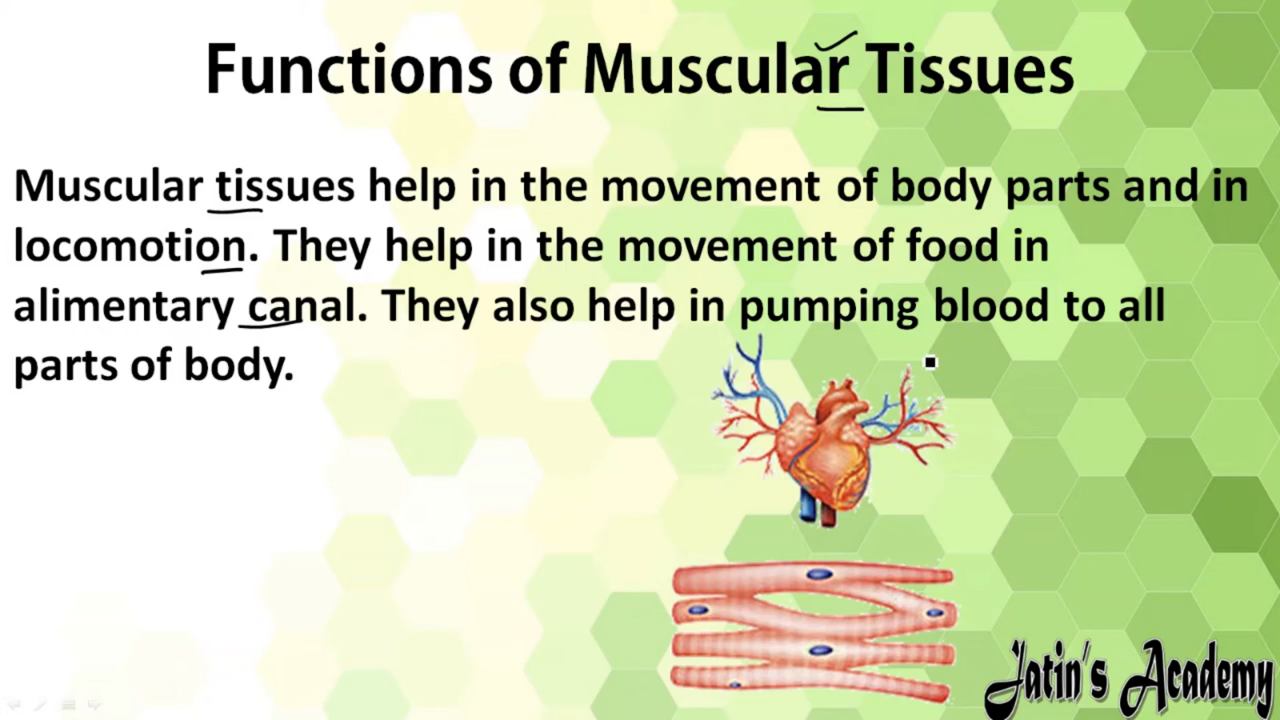 Functions of Muscular Tissues
Muscular tissues help in the movement of body parts and in
locomotion. They help in the movement of food in
alimentary canal. They also help in pumping blood to all
parts of body.
Jatin's Academy